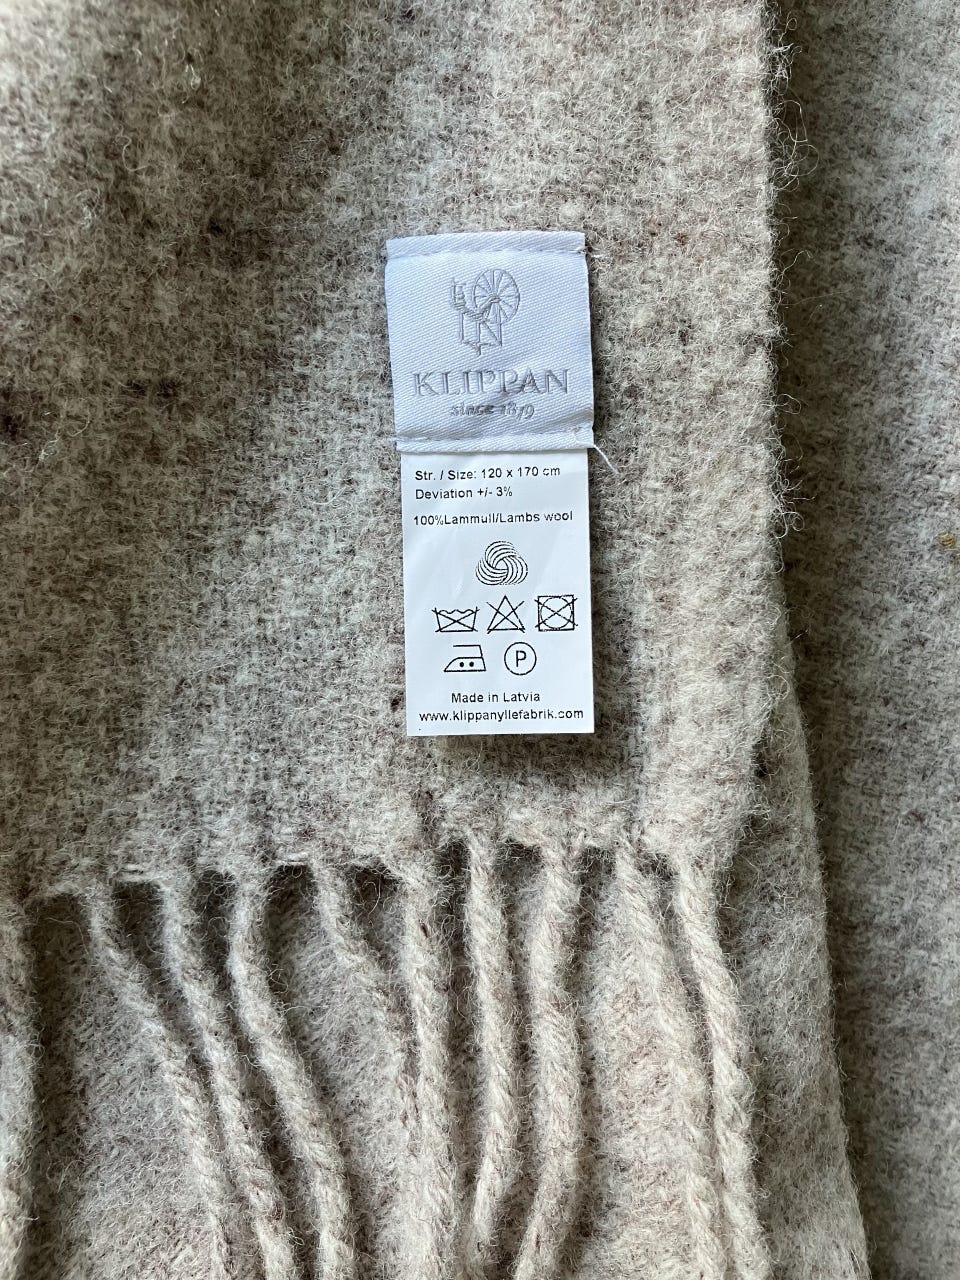 KLIPPAN
since 1879
Str. / Size: 120 x 170 cm
Deviation +/- 3%
100%Lammull/Lambs wool
P
Made in Latvia
www.klippanyllefabrik.com